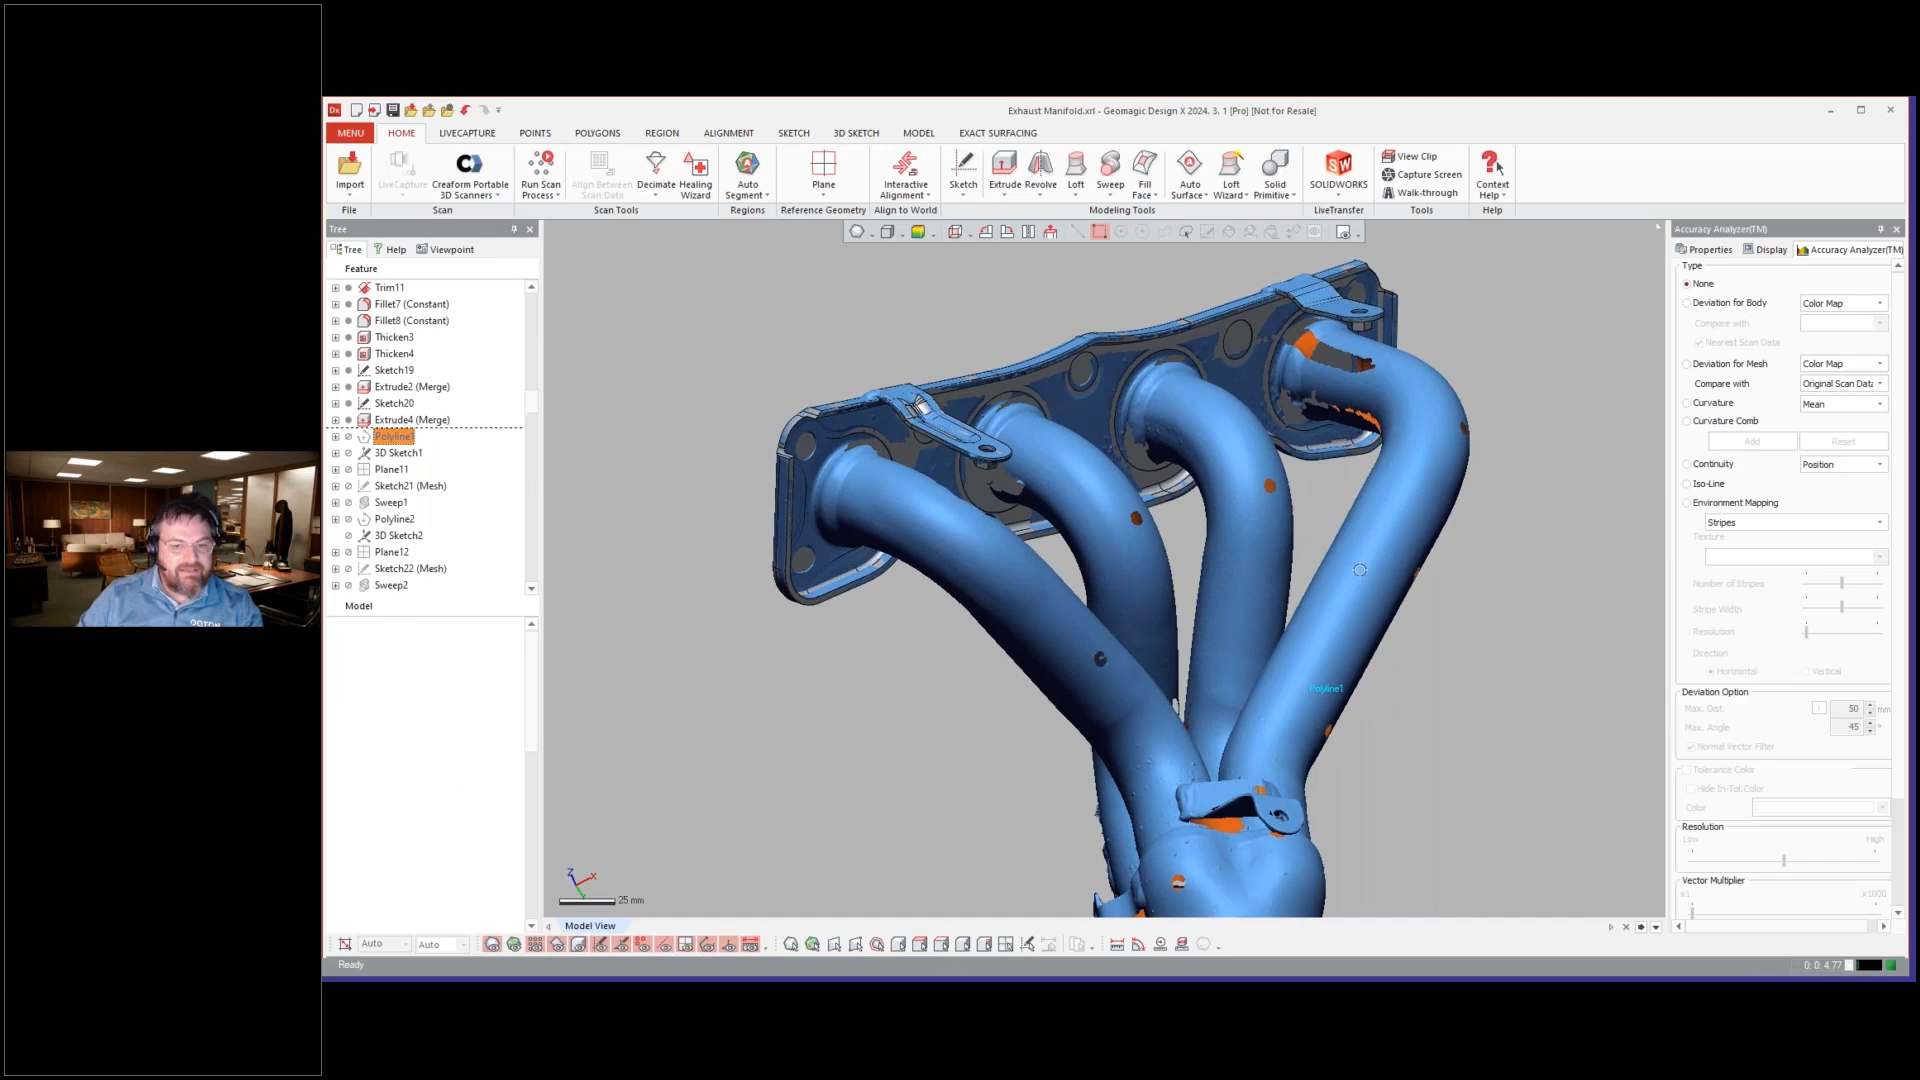 Dx
Exhaust Manifold.xrl - Geomagic Design X 2024. 3. 1 [Pro] [Not for Resale]
MENU HOME LIVECAPTURE POINTS POLYGONS REGION ALIGNMENT SKETCH 3D SKETCH MODEL EXACT SURFACING
Import
LiveCapture
Creaform Portable
3D Scanners
Run Scan
Process
Align Between
Scan Data
Decimate
Healing
Wizard
Auto
Segment
Plane
Interactive
Alignment
Sketch
Extrude
Revolve
Loft
Sweep
Fill
Face
Auto
Surface
Loft
Wizard
Solid
Primitive
SW
SOLIDWORKS
View Clip
Capture Screen
Walk-through
Context
Help
File Scan Scan Tools Regions Reference Geometry Align to World Modeling Tools LiveTransfer Tools Help
Tree
Tree Help Viewpoint
Feature
Trim11
Fillet7 (Constant)
Fillet8 (Constant)
Thicken3
Thicken4
Sketch19
Extrude2 (Merge)
Sketch20
Extrude4 (Merge)
Polyline1
3D Sketch1
Plane11
Sketch21 (Mesh)
Sweep1
Polyline2
3D Sketch2
Plane12
Sketch22 (Mesh)
Sweep2
Model
Polyline1
Z
X
25 mm
Accuracy Analyzer(TM)
Properties Display Accuracy Analyzer(TM)
Type
None
Deviation for Body Color Map
Compare with
Nearest Scan Data
Deviation for Mesh Color Map
Compare with Original Scan Data
Curvature Mean
Curvature Comb
Add Reset
Continuity Position
Iso-Line
Environment Mapping
Stripes
Texture
Number of Stripes
Stripe Width
Resolution
Direction
Horizontal Vertical
Deviation Option
Max. Dist. ! 50 mm
Max. Angle 45 °
Normal Vector Filter
Tolerance Color
Hide In-Tol. Color
Color
Resolution
Low High
Vector Multiplier
x1 x1000
Model View
Auto Auto
Ready
0: 0: 4.77